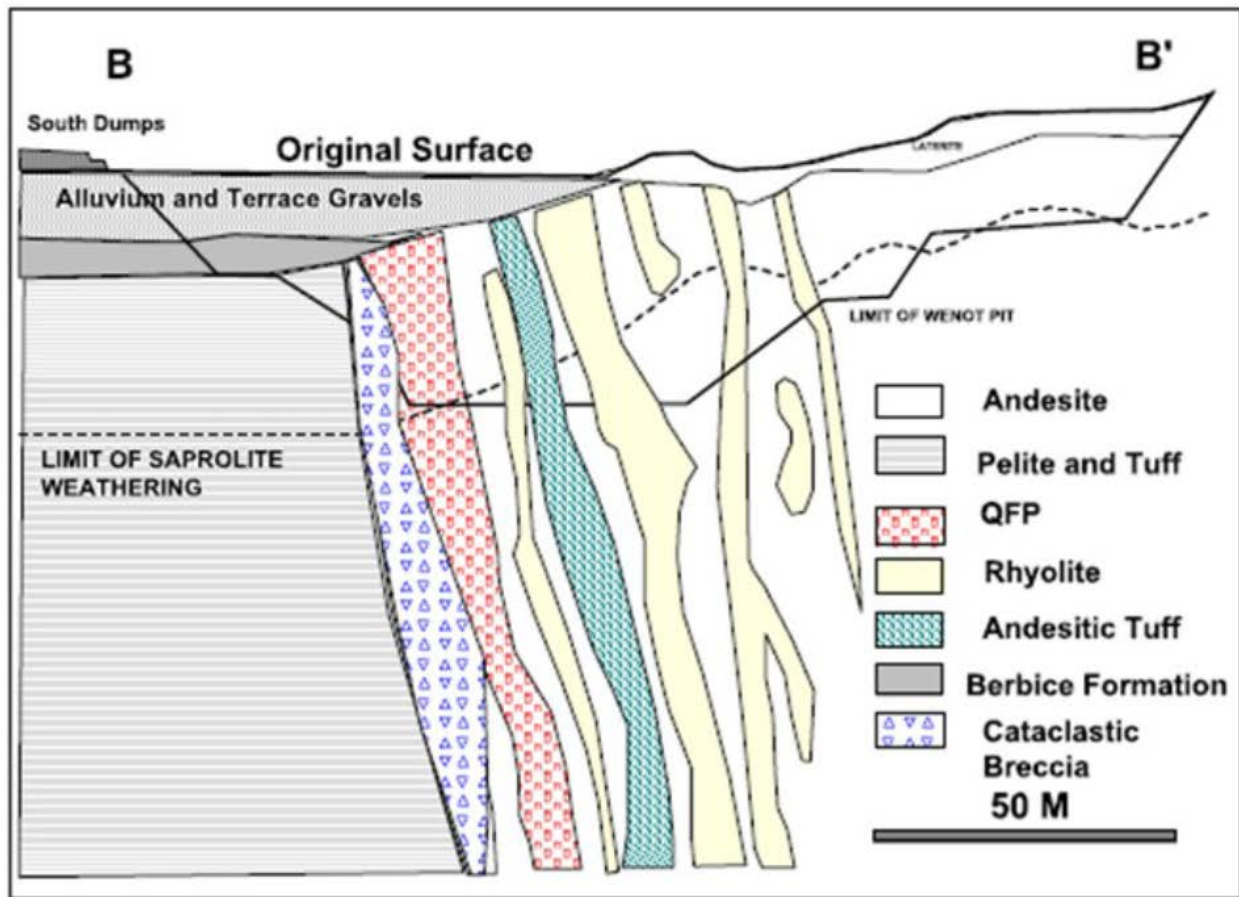 B
B'
South Dumps
Original Surface
LATERITE
Alluvium and Terrace Gravels
LIMIT OF WENOT PIT
LIMIT OF SAPROLITE
WEATHERING
Andesite
Pelite and Tuff
QFP
Rhyolite
Andesitic Tuff
Berbice Formation
Cataclastic
Breccia
50 M